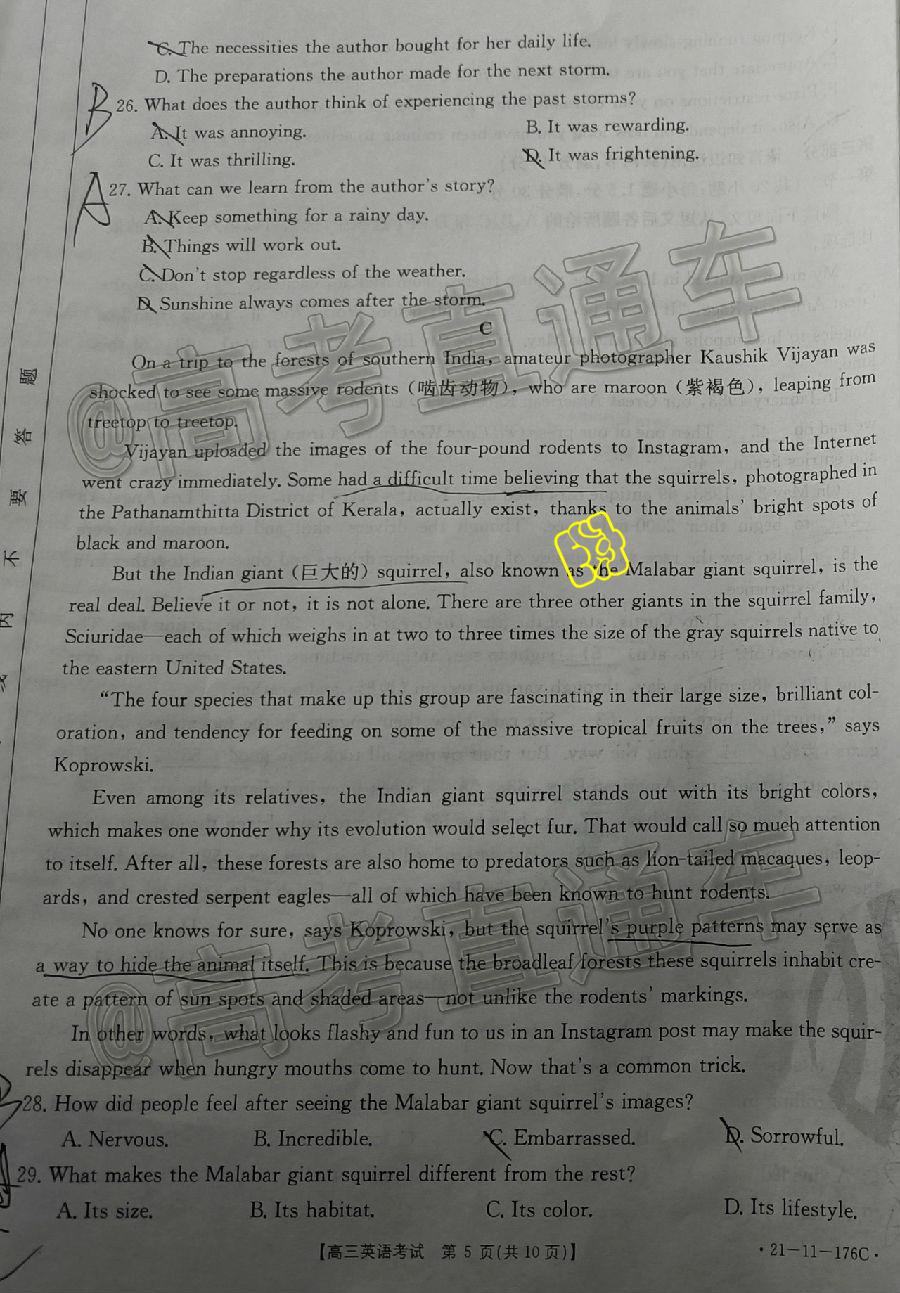 C. The necessities the author bought for her daily life.
D. The preparations the author made for the next storm.
B
26. What does the author think of experiencing the past storms?
A. It was annoying. B. It was rewarding.
C. It was thrilling. D. It was frightening.
A
27. What can we learn from the author's story?
A. Keep something for a rainy day.
B. Things will work out.
C. Don't stop regardless of the weather.
D. Sunshine always comes after the storm.
C
On a trip to the forests of southern India, amateur photographer Kaushik Vijayan was
shocked to see some massive rodents (啮齿动物), who are maroon (紫褐色), leaping from
treetop to treetop.
Vijayan uploaded the images of the four-pound rodents to Instagram, and the Internet
went crazy immediately. Some had a difficult time believing that the squirrels, photographed in
the Pathanamthitta District of Kerala, actually exist, thanks to the animals' bright spots of
black and maroon.
But the Indian giant (巨大的) squirrel, also known as the Malabar giant squirrel, is the
real deal. Believe it or not, it is not alone. There are three other giants in the squirrel family,
Sciuridae—each of which weighs in at two to three times the size of the gray squirrels native to
the eastern United States.
"The four species that make up this group are fascinating in their large size, brilliant col-
oration, and tendency for feeding on some of the massive tropical fruits on the trees," says
Koprowski.
Even among its relatives, the Indian giant squirrel stands out with its bright colors,
which makes one wonder why its evolution would select fur. That would call so much attention
to itself. After all, these forests are also home to predators such as lion-tailed macaques, leop-
ards, and crested serpent eagles—all of which have been known to hunt rodents.
No one knows for sure, says Koprowski, but the squirrel's purple patterns may serve as
a way to hide the animal itself. This is because the broadleaf forests these squirrels inhabit cre-
ate a pattern of sun spots and shaded areas—not unlike the rodents' markings.
In other words, what looks flashy and fun to us in an Instagram post may make the squir-
rels disappear when hungry mouths come to hunt. Now that's a common trick.
28. How did people feel after seeing the Malabar giant squirrel's images?
A. Nervous. B. Incredible. C. Embarrassed. D. Sorrowful.
29. What makes the Malabar giant squirrel different from the rest?
A. Its size. B. Its habitat. C. Its color. D. Its lifestyle.
【高三英语考试 第 5 页(共 10 页)】 ·21-11-176C·
题
答
要
不
内
@高考直通车
@高考直通车